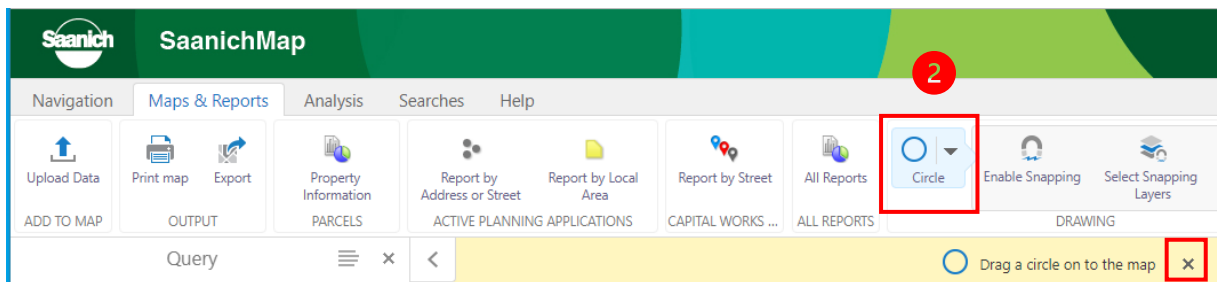 Saanich SaanichMap
2
Navigation Maps & Reports Analysis Searches Help
Upload Data Print map Export Property Information Report by Address or Street Report by Local Area Report by Street All Reports Circle Enable Snapping Select Snapping Layers
ADD TO MAP OUTPUT PARCELS ACTIVE PLANNING APPLICATIONS CAPITAL WORKS ... ALL REPORTS DRAWING
Query Drag a circle on to the map